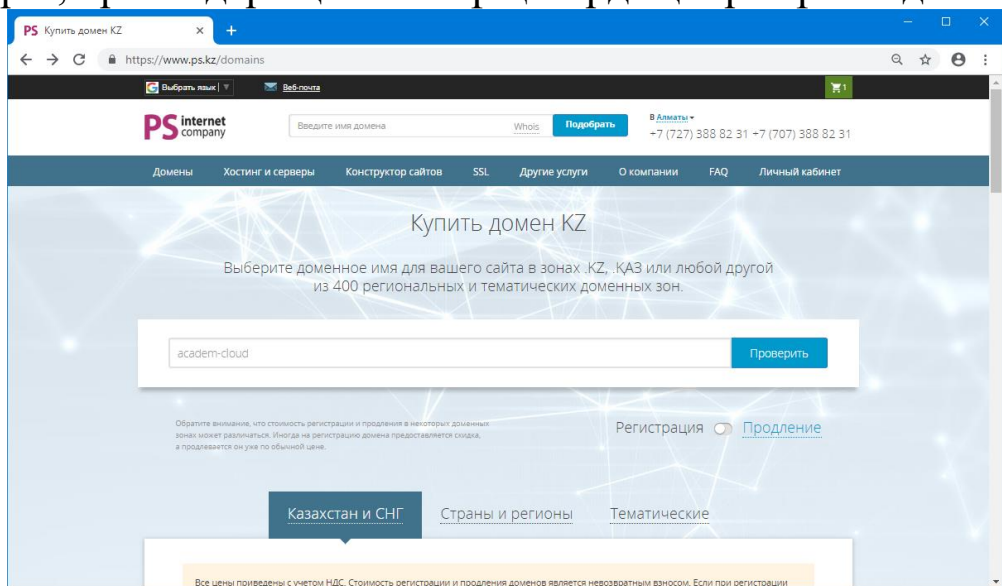 PS Купить домен KZ
https://www.ps.kz/domains
Выбрать язык
Веб-почта
1
PS internet company
Введите имя домена
Whois
Подобрать
В Алматы
+7 (727) 388 82 31 +7 (707) 388 82 31
Домены Хостинг и серверы Конструктор сайтов SSL Другие услуги О компании FAQ Личный кабинет
Купить домен KZ
Выберите доменное имя для вашего сайта в зонах .KZ, .ҚАЗ или любой другой
из 400 региональных и тематических доменных зон.
academ-cloud
Проверить
Обратите внимание, что стоимость регистрации и продления в некоторых доменных
зонах может различаться. Иногда на регистрацию домена предоставляется скидка,
а продлевается он уже по обычной цене.
Регистрация Продление
Казахстан и СНГ Страны и регионы Тематические
Все цены приведены с учетом НДС. Стоимость регистрации и продления доменов является невозвратным взносом. Если при регистрации